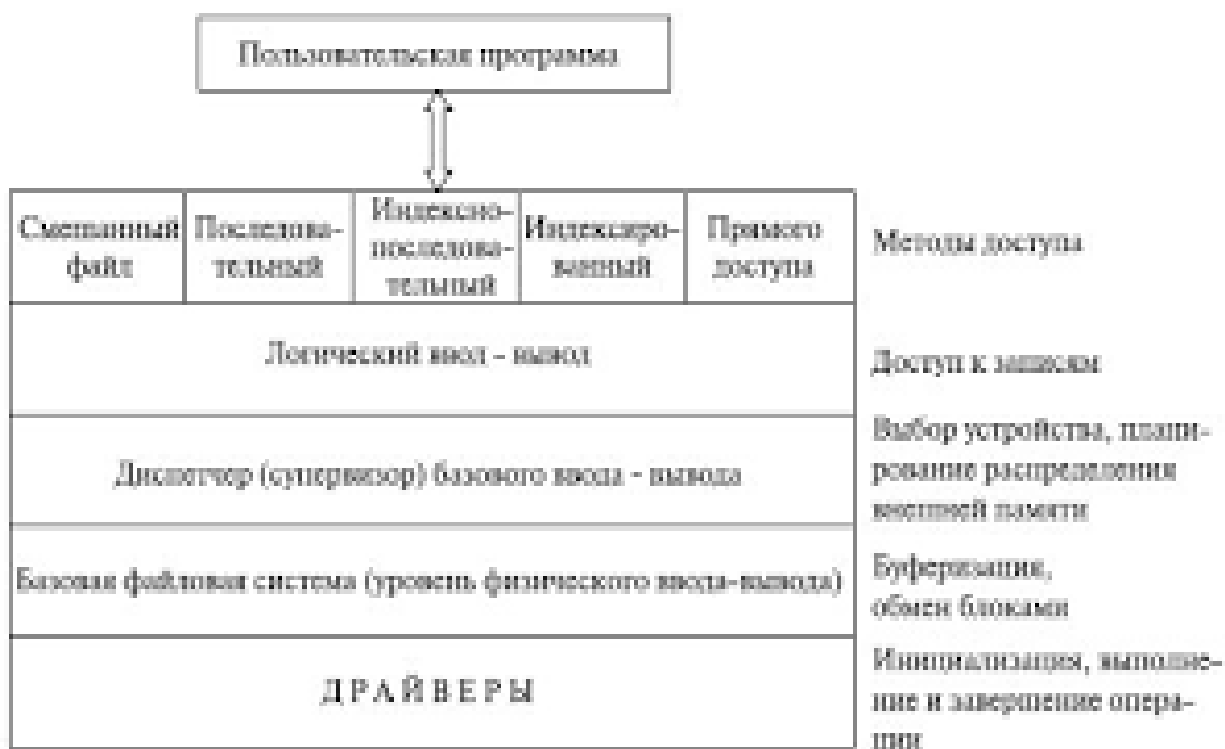 Пользовательская программа
Смешанный
файл
Последова-
тельный
Индексно-
последова-
тельный
Индексиро-
ванный
Прямого
доступа
Методы доступа
Логический ввод - вывод
Доступ к записям
Диспетчер (супервизор) базового ввода - вывода
Выбор устройства, плани-
рование распределения
внешней памяти
Базовая файловая система (уровень физического ввода-вывода)
Буферизация,
обмен блоками
ДРАЙВЕРЫ
Инициализация, выполне-
ние и завершение опера-
ции